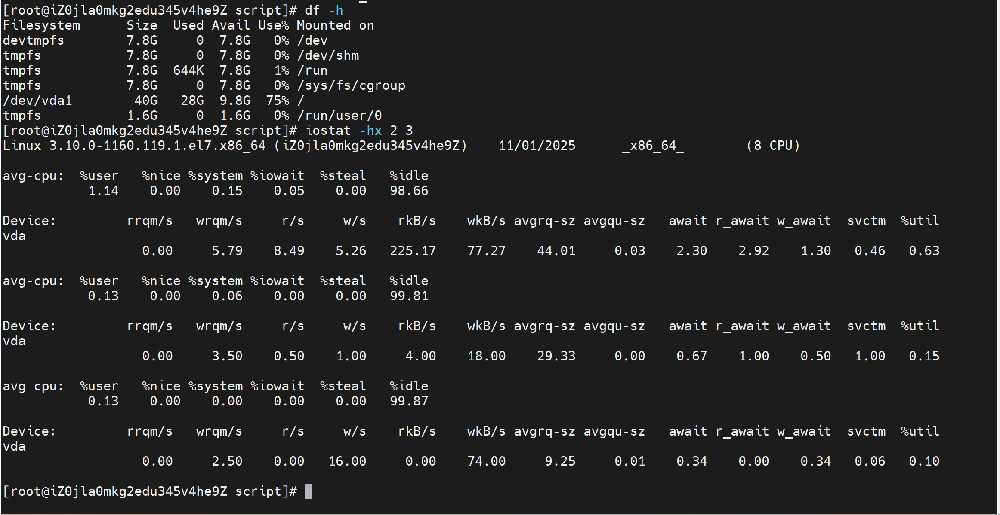 [root@iZ0jla0mkg2edu345v4he9Z script]# df -h
Filesystem      Size  Used Avail Use% Mounted on
devtmpfs        7.8G     0  7.8G   0% /dev
tmpfs           7.8G     0  7.8G   0% /dev/shm
tmpfs           7.8G  644K  7.8G   1% /run
tmpfs           7.8G     0  7.8G   0% /sys/fs/cgroup
/dev/vda1        40G   28G  9.8G  75% /
tmpfs           1.6G     0  1.6G   0% /run/user/0
[root@iZ0jla0mkg2edu345v4he9Z script]# iostat -hx 2 3
Linux 3.10.0-1160.119.1.el7.x86_64 (iZ0jla0mkg2edu345v4he9Z)    11/01/2025      _x86_64_        (8 CPU)
avg-cpu:  %user   %nice %system %iowait  %steal   %idle
           1.14    0.00    0.15    0.05    0.00   98.66
Device:         rrqm/s   wrqm/s     r/s     w/s    rkB/s    wkB/s avgrq-sz avgqu-sz   await r_await w_await  svctm  %util
vda
                  0.00     5.79    8.49    5.26   225.17    77.27    44.01     0.03    2.30    2.92    1.30   0.46   0.63
avg-cpu:  %user   %nice %system %iowait  %steal   %idle
           0.13    0.00    0.06    0.00    0.00   99.81
Device:         rrqm/s   wrqm/s     r/s     w/s    rkB/s    wkB/s avgrq-sz avgqu-sz   await r_await w_await  svctm  %util
vda
                  0.00     3.50    0.50    1.00     4.00    18.00    29.33     0.00    0.67    1.00    0.50   1.00   0.15
avg-cpu:  %user   %nice %system %iowait  %steal   %idle
           0.13    0.00    0.00    0.00    0.00   99.87
Device:         rrqm/s   wrqm/s     r/s     w/s    rkB/s    wkB/s avgrq-sz avgqu-sz   await r_await w_await  svctm  %util
vda
                  0.00     2.50    0.00   16.00     0.00    74.00     9.25     0.01    0.34    0.00    0.34   0.06   0.10
[root@iZ0jla0mkg2edu345v4he9Z script]#